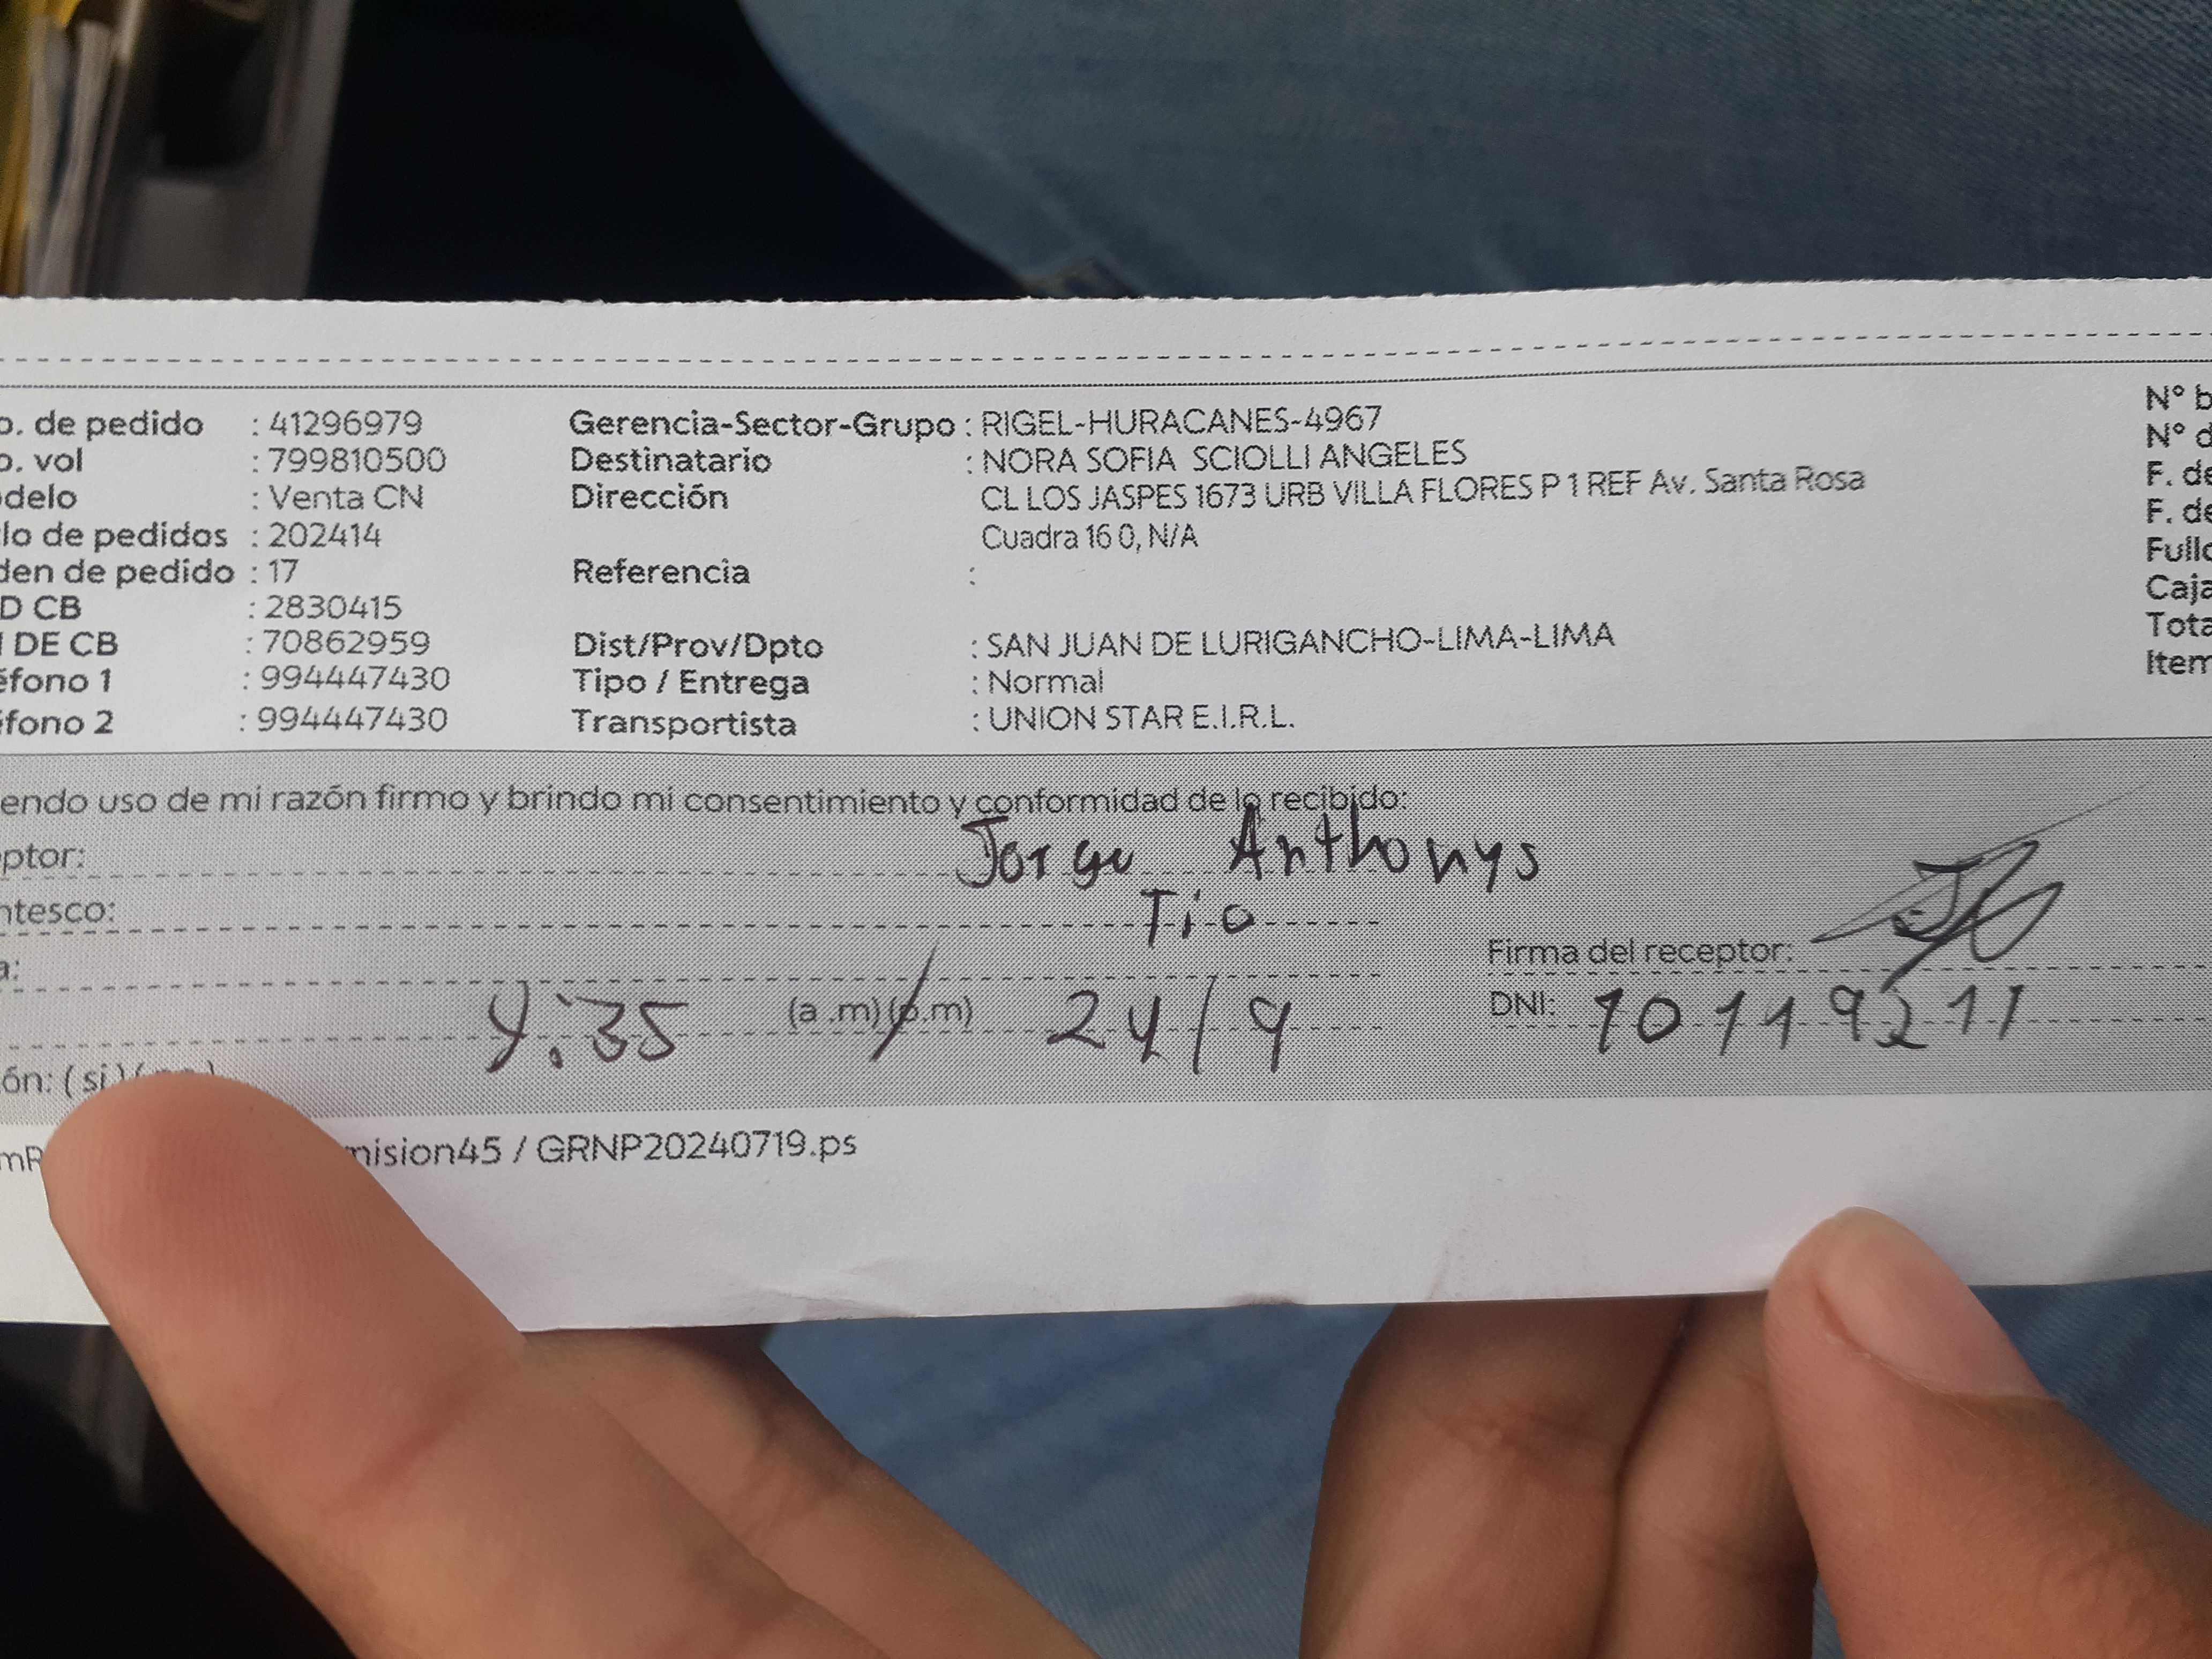 o. de pedido : 41296979 Gerencia-Sector-Grupo : RIGEL-HURACANES-4967 N° b
o. vol : 799810500 Destinatario : NORA SOFIA SCIOLLI ANGELES N° d
delo : Venta CN Dirección CL LOS JASPES 1673 URB VILLA FLORES P 1 REF Av. Santa Rosa F. de
lo de pedidos : 202414 Cuadra 16 0, N/A F. de
den de pedido : 17 Referencia : Fullc
D CB : 2830415 Caja
I DE CB : 70862959 Dist/Prov/Dpto : SAN JUAN DE LURIGANCHO-LIMA-LIMA Tota
éfono 1 : 994447430 Tipo / Entrega : Normal Item
éfono 2 : 994447430 Transportista : UNION STAR E.I.R.L.
endo uso de mi razón firmo y brindo mi consentimiento y conformidad de lo recibido:
ptor: Jorge Anthonys
ntesco: Tio
a: Firma del receptor:
:35 (a .m) (p.m) 24/ DNI: 10119211
ón: ( si )
mP mision45 / GRNP20240719.ps